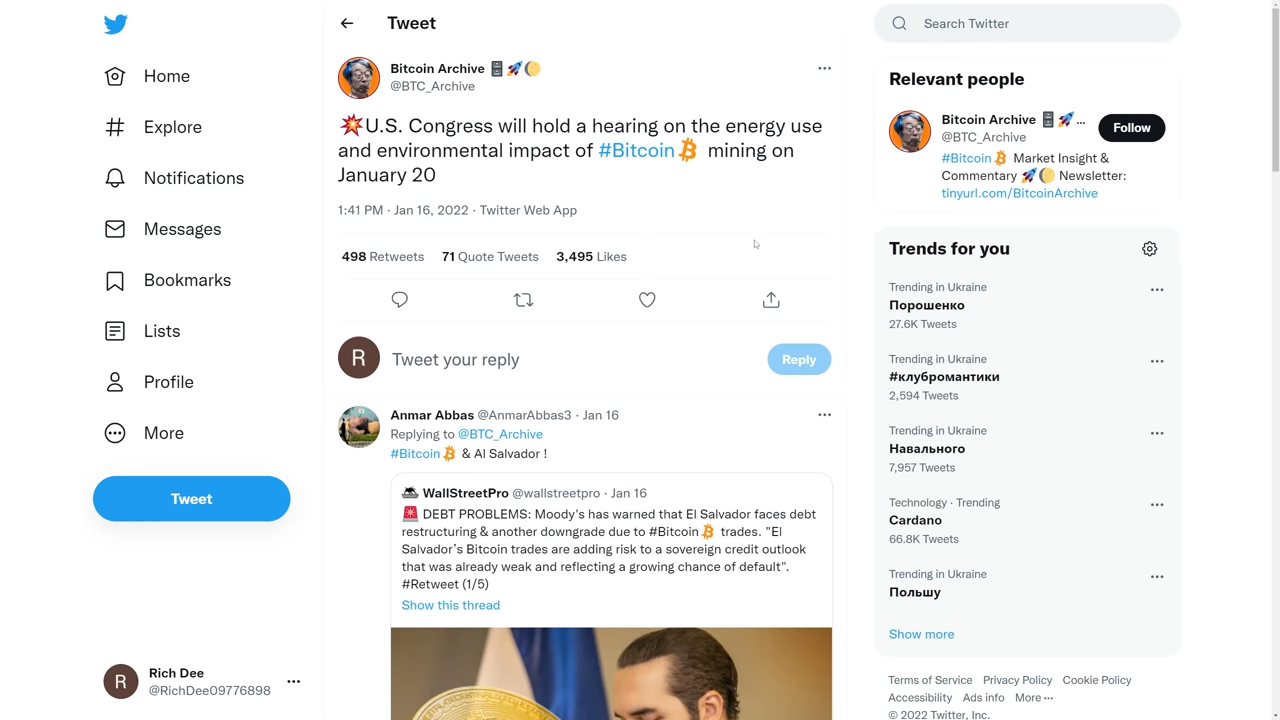 Home
Explore
Notifications
Messages
Bookmarks
Lists
Profile
More
Tweet
R
Rich Dee
@RichDee09776898
Tweet
Bitcoin Archive
@BTC_Archive
U.S. Congress will hold a hearing on the energy use
and environmental impact of #Bitcoin mining on
January 20
1:41 PM · Jan 16, 2022 · Twitter Web App
498 Retweets 71 Quote Tweets 3,495 Likes
R
Tweet your reply
Reply
Anmar Abbas @AnmarAbbas3 · Jan 16
Replying to @BTC_Archive
#Bitcoin & Al Salvador !
WallStreetPro @wallstreetpro · Jan 16
DEBT PROBLEMS: Moody's has warned that El Salvador faces debt
restructuring & another downgrade due to #Bitcoin trades. "El
Salvador's Bitcoin trades are adding risk to a sovereign credit outlook
that was already weak and reflecting a growing chance of default".
#Retweet (1/5)
Show this thread
Search Twitter
Relevant people
Bitcoin Archive ...
@BTC_Archive
Follow
#Bitcoin Market Insight &
Commentary Newsletter:
tinyurl.com/BitcoinArchive
Trends for you
Trending in Ukraine
Порошенко
27.6K Tweets
Trending in Ukraine
#клубромантики
2,594 Tweets
Trending in Ukraine
Навального
7,957 Tweets
Technology · Trending
Cardano
66.8K Tweets
Trending in Ukraine
Польшу
Show more
Terms of Service Privacy Policy Cookie Policy
Accessibility Ads info More ···
© 2022 Twitter, Inc.